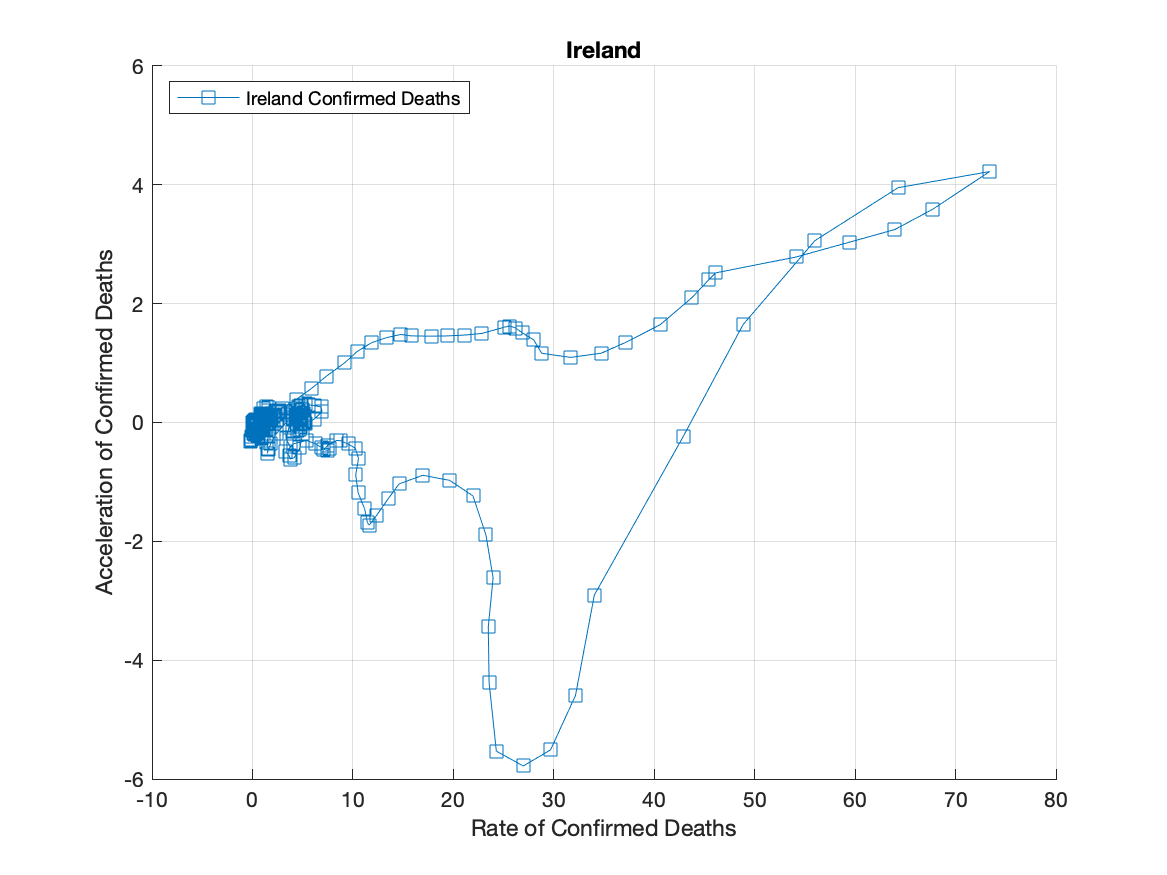 Ireland
Ireland Confirmed Deaths
6
4
2
0
-2
-4
-6
Acceleration of Confirmed Deaths
-10 0 10 20 30 40 50 60 70 80
Rate of Confirmed Deaths